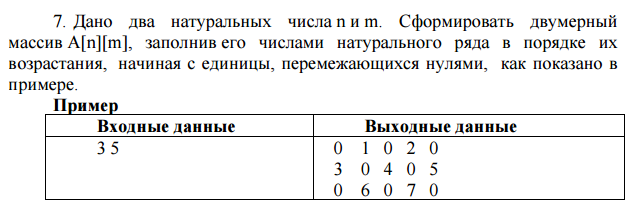 7. Дано два натуральных числа n и m. Сформировать двумерный
массив A[n][m], заполнив его числами натурального ряда в порядке их
возрастания, начиная с единицы, перемежающихся нулями, как показано в
примере.
Пример
Входные данные Выходные данные
3 5 0 1 0 2 0
3 0 4 0 5
0 6 0 7 0